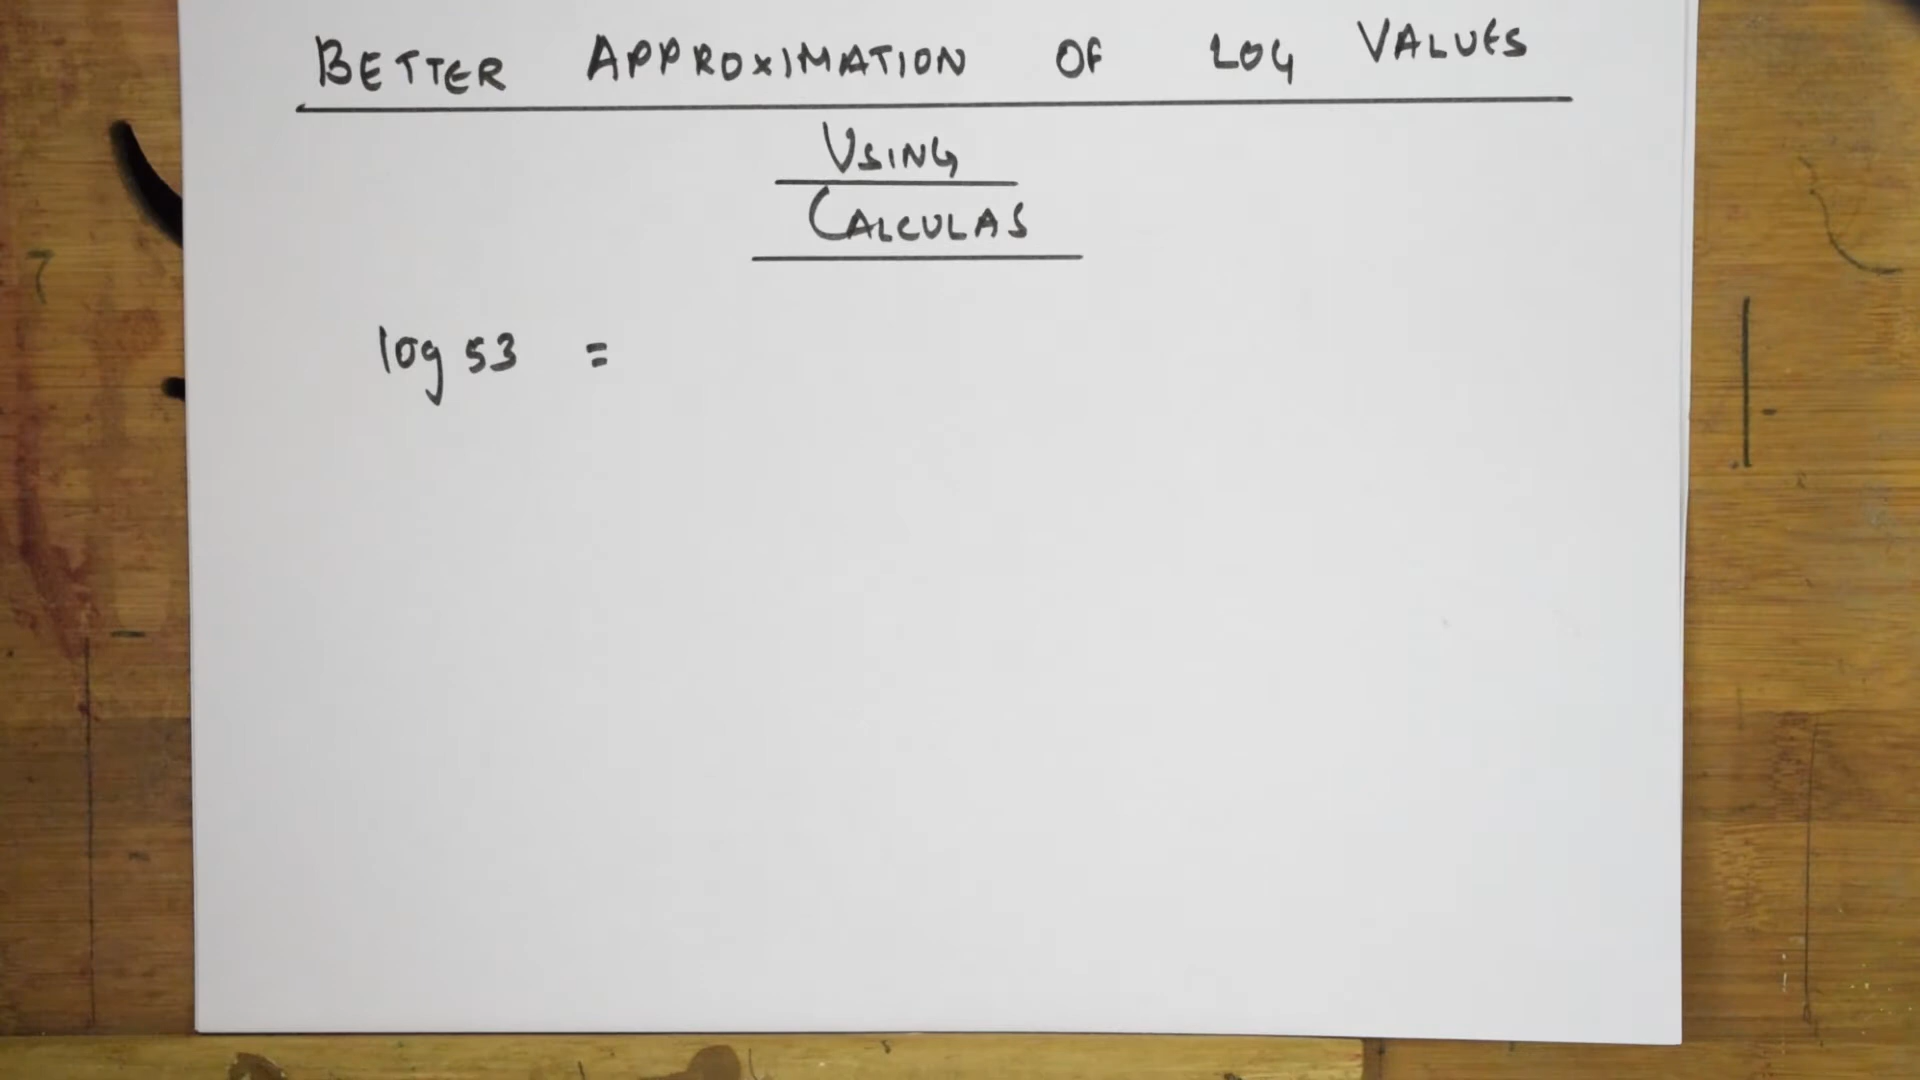 BETTER APPROXIMATION OF LOG VALUES
USING
CALCULAS
log 53 =